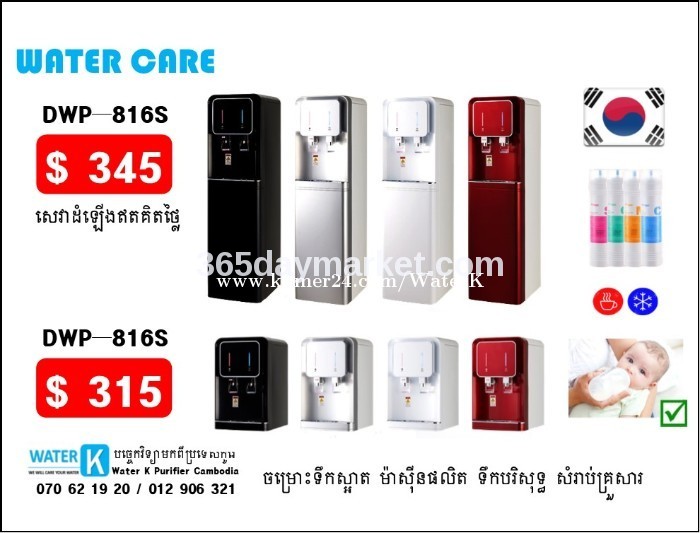 WATER CARE
DWP-816S
$ 345
សេវាដំឡើងឥតគិតថ្លៃ
365daymarket.com
www.khmer24.com/WaterK
DWP-816S
$ 315
WATER K
WE WILL CARE YOUR WATER
បច្ចេកវិទ្យាមកពីប្រទេសកូរ៉េ
Water K Purifier Cambodia
070 62 19 20 / 012 906 321
ចម្រោះទឹកស្អាត ម៉ាស៊ីនផលិត ទឹកបរិសុទ្ធ សំរាប់គ្រួសារ